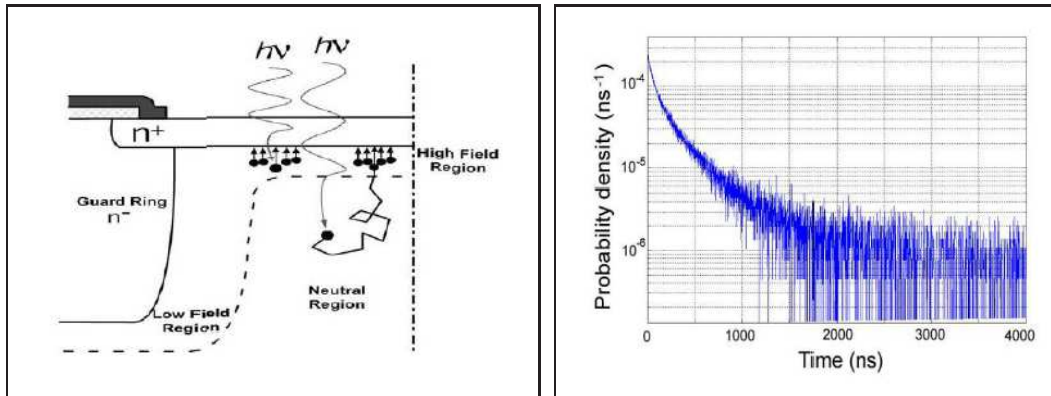 hν hν
n+
High Field
Region
Guard Ring
n−
Neutral
Region
Low Field
Region
Probability density (ns-1)
10-4
10-5
10-6
0 1000 2000 3000 4000
Time (ns)